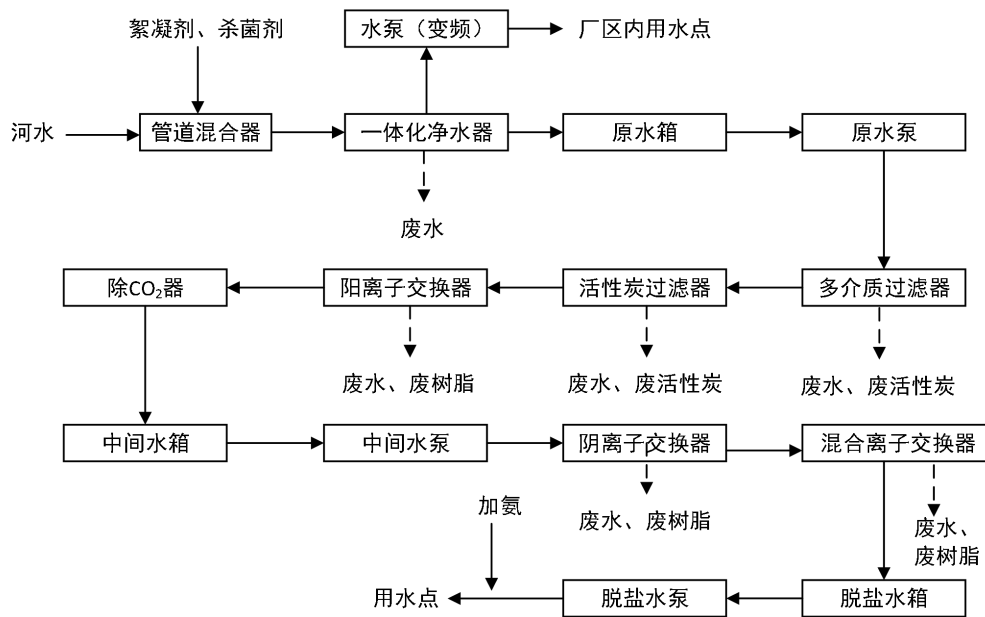 絮凝剂、杀菌剂
水泵（变频）
厂区内用水点
河水
管道混合器
一体化净水器
原水箱
原水泵
废水
除CO₂器
阳离子交换器
活性炭过滤器
多介质过滤器
废水、废树脂
废水、废活性炭
废水、废活性炭
中间水箱
中间水泵
阴离子交换器
混合离子交换器
加氨
废水、废树脂
废水、
废树脂
用水点
脱盐水泵
脱盐水箱